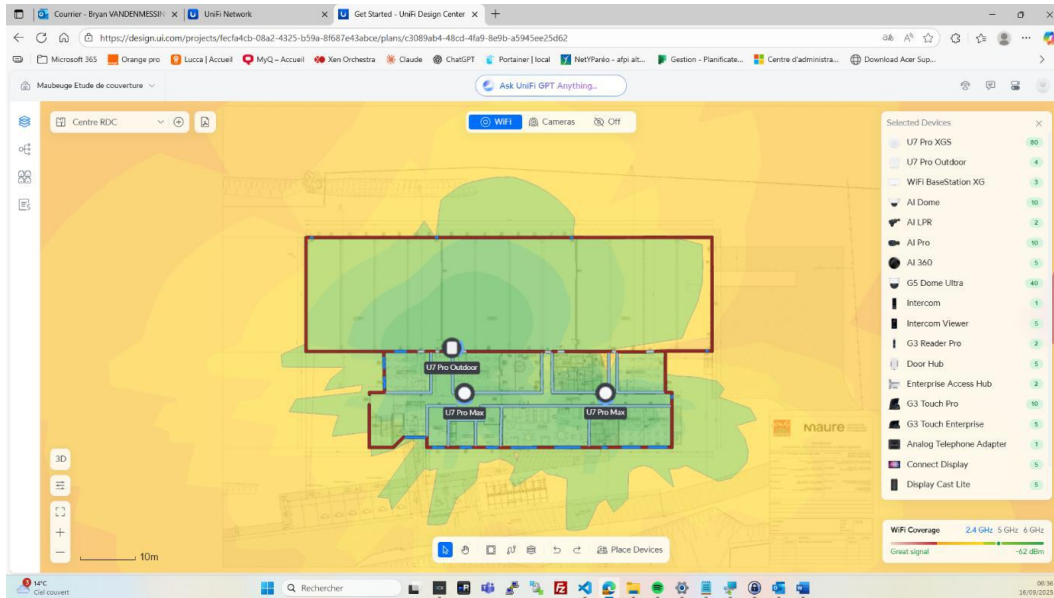 Courrier - Bryan VANDENMESSIN
UniFi Network
Get Started - UniFi Design Center
https://design.ui.com/projects/fecfa4cb-08a2-4325-b59a-8f687e43abce/plans/c3089ab4-48cd-4fa9-8e9b-a5945ee25d62
Microsoft 365
Orange pro
Lucca | Accueil
MyQ – Accueil
Xen Orchestra
Claude
ChatGPT
Portainer | local
NetYParéo - afpi alt...
Gestion - Planificate...
Centre d'administra...
Download Acer Sup...
Maubeuge Etude de couverture
Ask UniFi GPT Anything...
Centre RDC
WiFi
Cameras
Off
Selected Devices
U7 Pro XGS 80
U7 Pro Outdoor 4
WiFi BaseStation XG 3
AI Dome 10
AI LPR 2
AI Pro 10
AI 360 5
G5 Dome Ultra 40
Intercom 1
Intercom Viewer 5
G3 Reader Pro 2
Door Hub 5
Enterprise Access Hub 2
G3 Touch Pro 10
G3 Touch Enterprise 5
Analog Telephone Adapter 1
Connect Display 5
Display Cast Lite 5
U7 Pro Outdoor
U7 Pro Max
U7 Pro Max
maure
3D
10m
Place Devices
WiFi Coverage 2.4 GHz 5 GHz 6 GHz
Great signal -62 dBm
3
14°C
Ciel couvert
Rechercher
08:36
16/09/2025